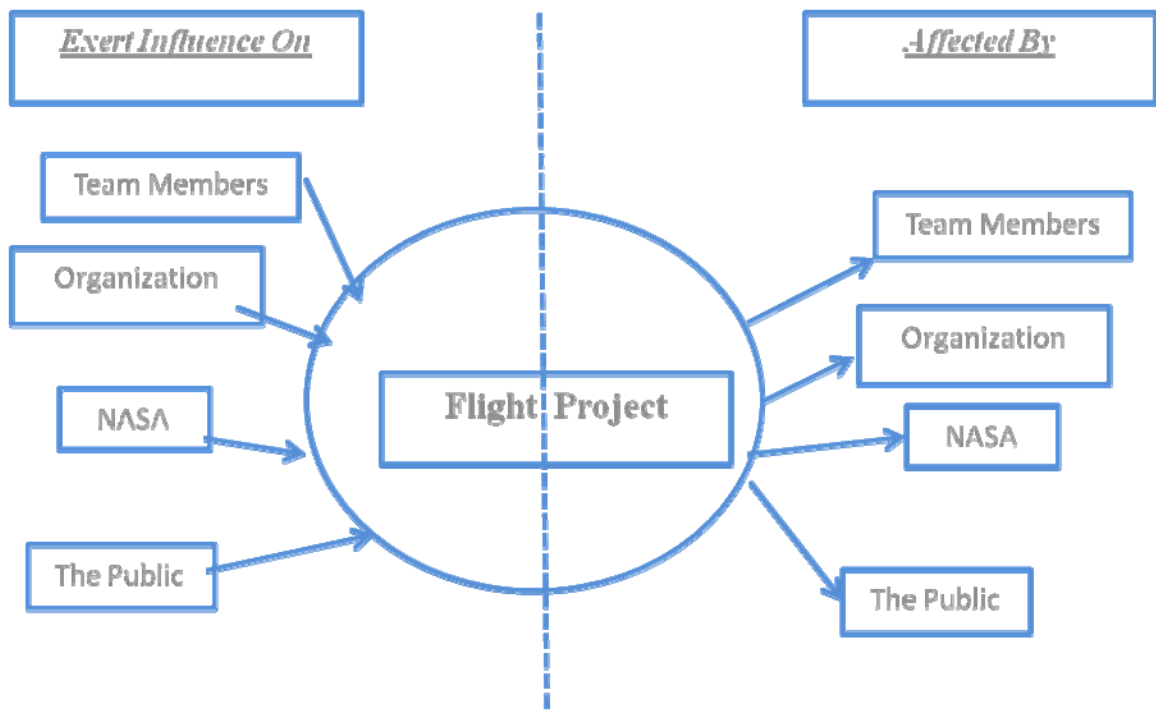 Exert Influence On
Affected By
Team Members
Organization
NASA
The Public
Flight Project
Team Members
Organization
NASA
The Public